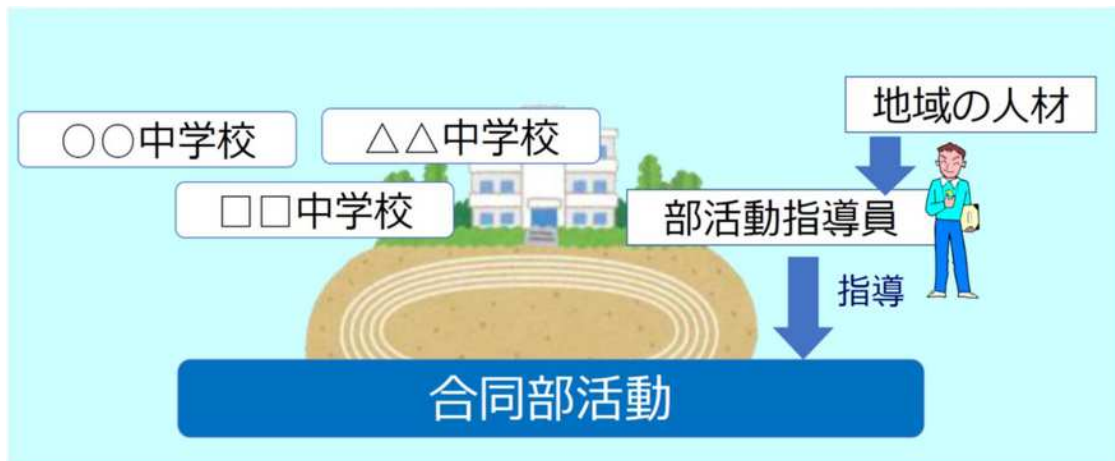 ○○中学校
△△中学校
□□中学校
地域の人材
部活動指導員
指導
合同部活動